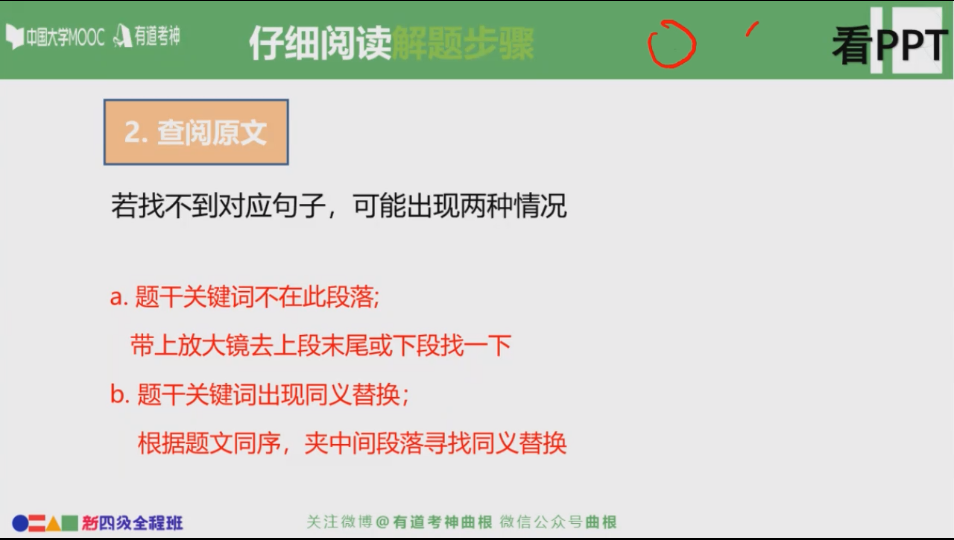 中国大学MOOC 有道考神
仔细阅读解题步骤
看PPT
2. 查阅原文
若找不到对应句子，可能出现两种情况
a. 题干关键词不在此段落;
带上放大镜去上段末尾或下段找一下
b. 题干关键词出现同义替换；
根据题文同序，夹中间段落寻找同义替换
新四级全程班
关注微博@有道考神曲根 微信公众号曲根